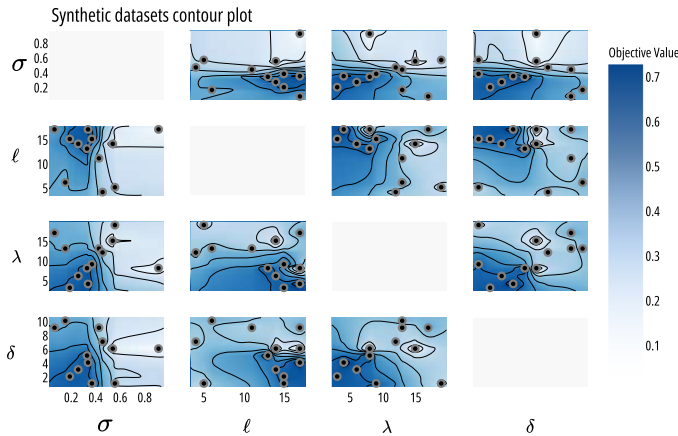 Synthetic datasets contour plot
Objective Value
σ
0.8
0.6
0.4
0.2
ℓ
15
10
5
λ
15
10
5
δ
10
8
6
4
2
0.2 0.4 0.6 0.8
5 10 15
5 10 15
σ ℓ λ δ
0.7
0.6
0.5
0.4
0.3
0.2
0.1